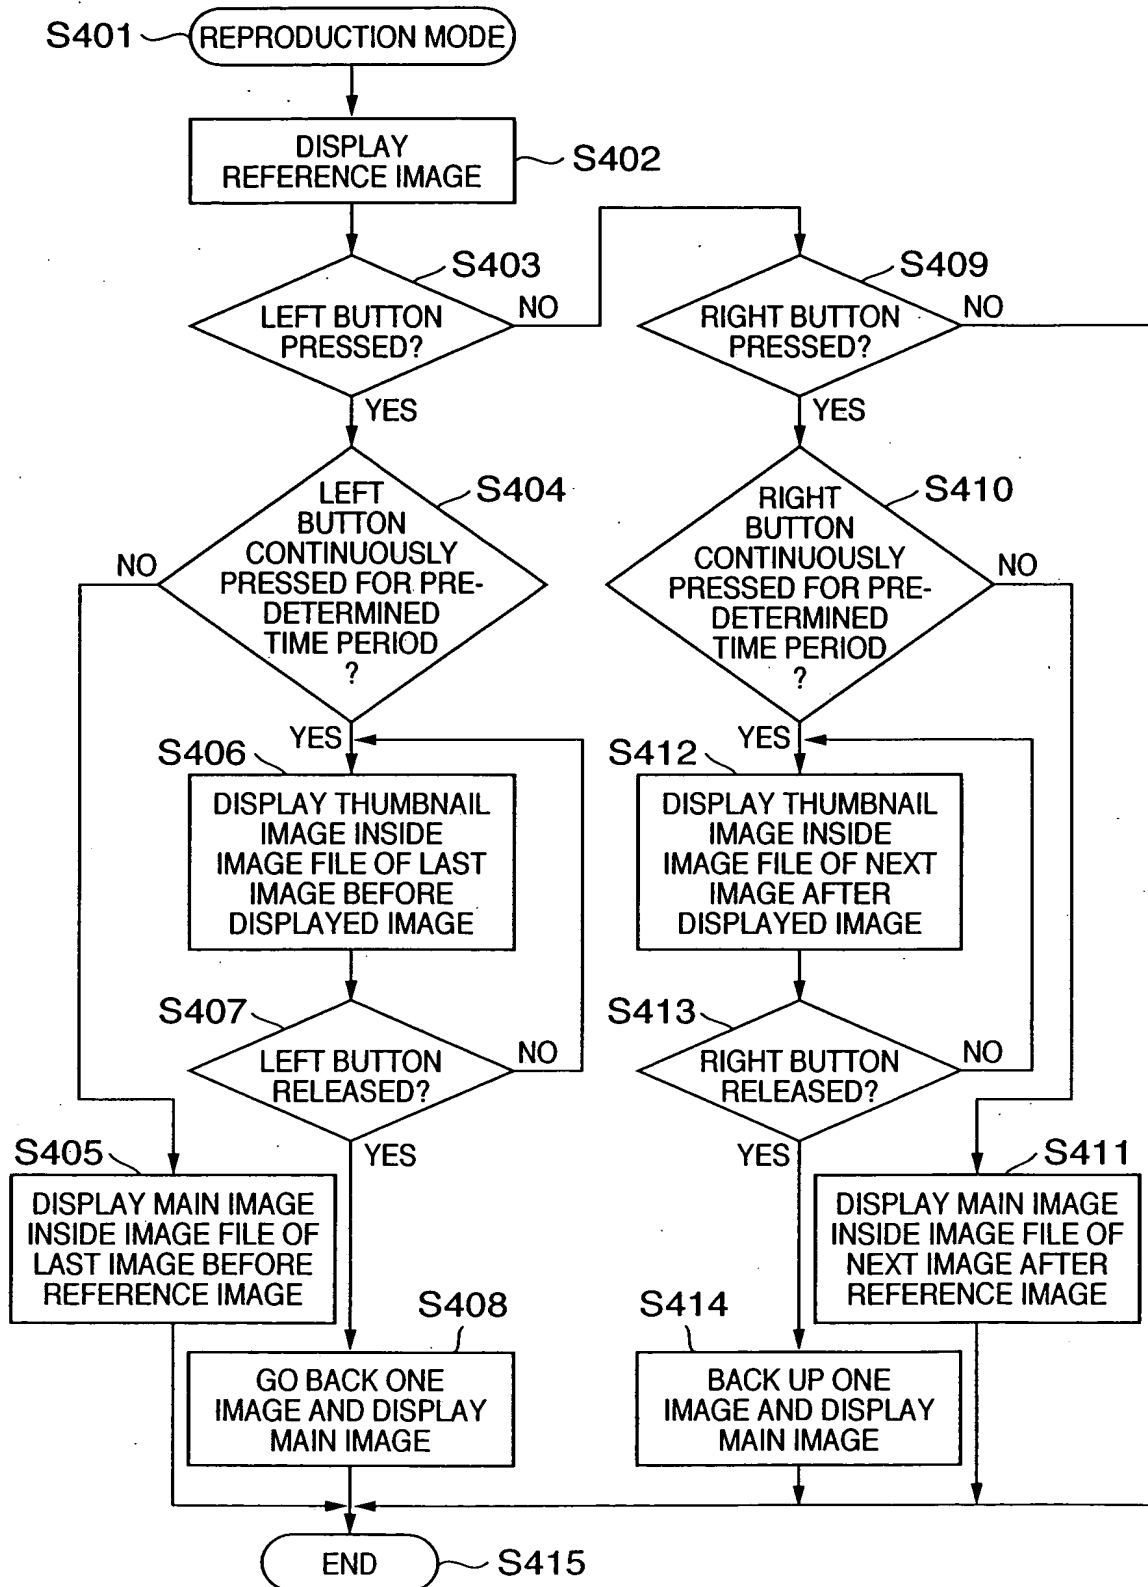 S401
REPRODUCTION MODE
DISPLAY
REFERENCE IMAGE
S402
S403
LEFT BUTTON
PRESSED?
NO
YES
S409
RIGHT BUTTON
PRESSED?
NO
YES
S404
LEFT
BUTTON
CONTINUOUSLY
PRESSED FOR PRE-
DETERMINED
TIME PERIOD
?
NO
YES
S410
RIGHT
BUTTON
CONTINUOUSLY
PRESSED FOR PRE-
DETERMINED
TIME PERIOD
?
NO
YES
S406
DISPLAY THUMBNAIL
IMAGE INSIDE
IMAGE FILE OF LAST
IMAGE BEFORE
DISPLAYED IMAGE
S412
DISPLAY THUMBNAIL
IMAGE INSIDE
IMAGE FILE OF NEXT
IMAGE AFTER
DISPLAYED IMAGE
S407
LEFT BUTTON
RELEASED?
NO
YES
S413
RIGHT BUTTON
RELEASED?
NO
YES
S405
DISPLAY MAIN IMAGE
INSIDE IMAGE FILE OF
LAST IMAGE BEFORE
REFERENCE IMAGE
S411
DISPLAY MAIN IMAGE
INSIDE IMAGE FILE OF
NEXT IMAGE AFTER
REFERENCE IMAGE
S408
GO BACK ONE
IMAGE AND DISPLAY
MAIN IMAGE
S414
BACK UP ONE
IMAGE AND DISPLAY
MAIN IMAGE
END
S415